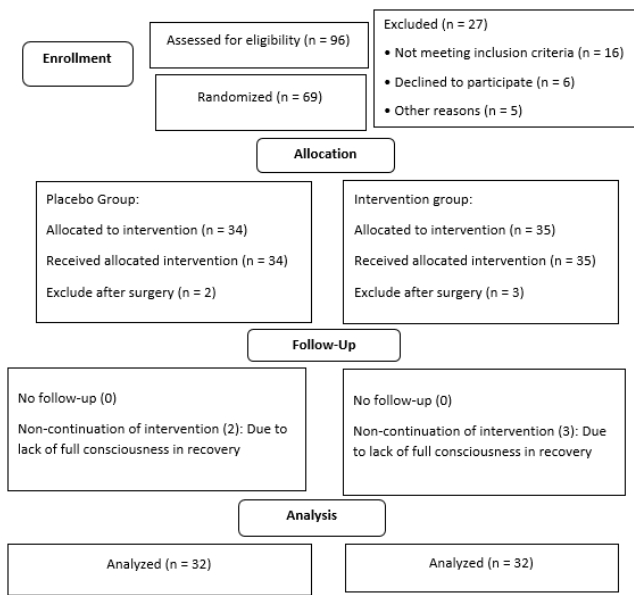 Enrollment
Assessed for eligibility (n = 96)
Randomized (n = 69)
Excluded (n = 27)
• Not meeting inclusion criteria (n = 16)
• Declined to participate (n = 6)
• Other reasons (n = 5)
Allocation
Placebo Group:
Allocated to intervention (n = 34)
Received allocated intervention (n = 34)
Exclude after surgery (n = 2)
Intervention group:
Allocated to intervention (n = 35)
Received allocated intervention (n = 35)
Exclude after surgery (n = 3)
Follow-Up
No follow-up (0)
Non-continuation of intervention (2): Due to
lack of full consciousness in recovery
No follow-up (0)
Non-continuation of intervention (3): Due
to lack of full consciousness in recovery
Analysis
Analyzed (n = 32)
Analyzed (n = 32)